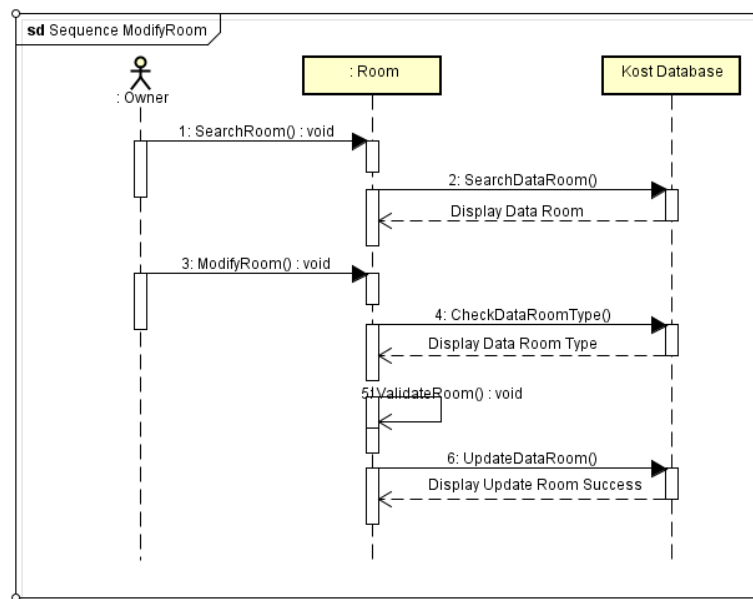 sd Sequence ModifyRoom
: Owner
: Room
Kost Database
1: SearchRoom() : void
2: SearchDataRoom()
Display Data Room
3: ModifyRoom() : void
4: CheckDataRoomType()
Display Data Room Type
5: ValidateRoom() : void
6: UpdateDataRoom()
Display Update Room Success